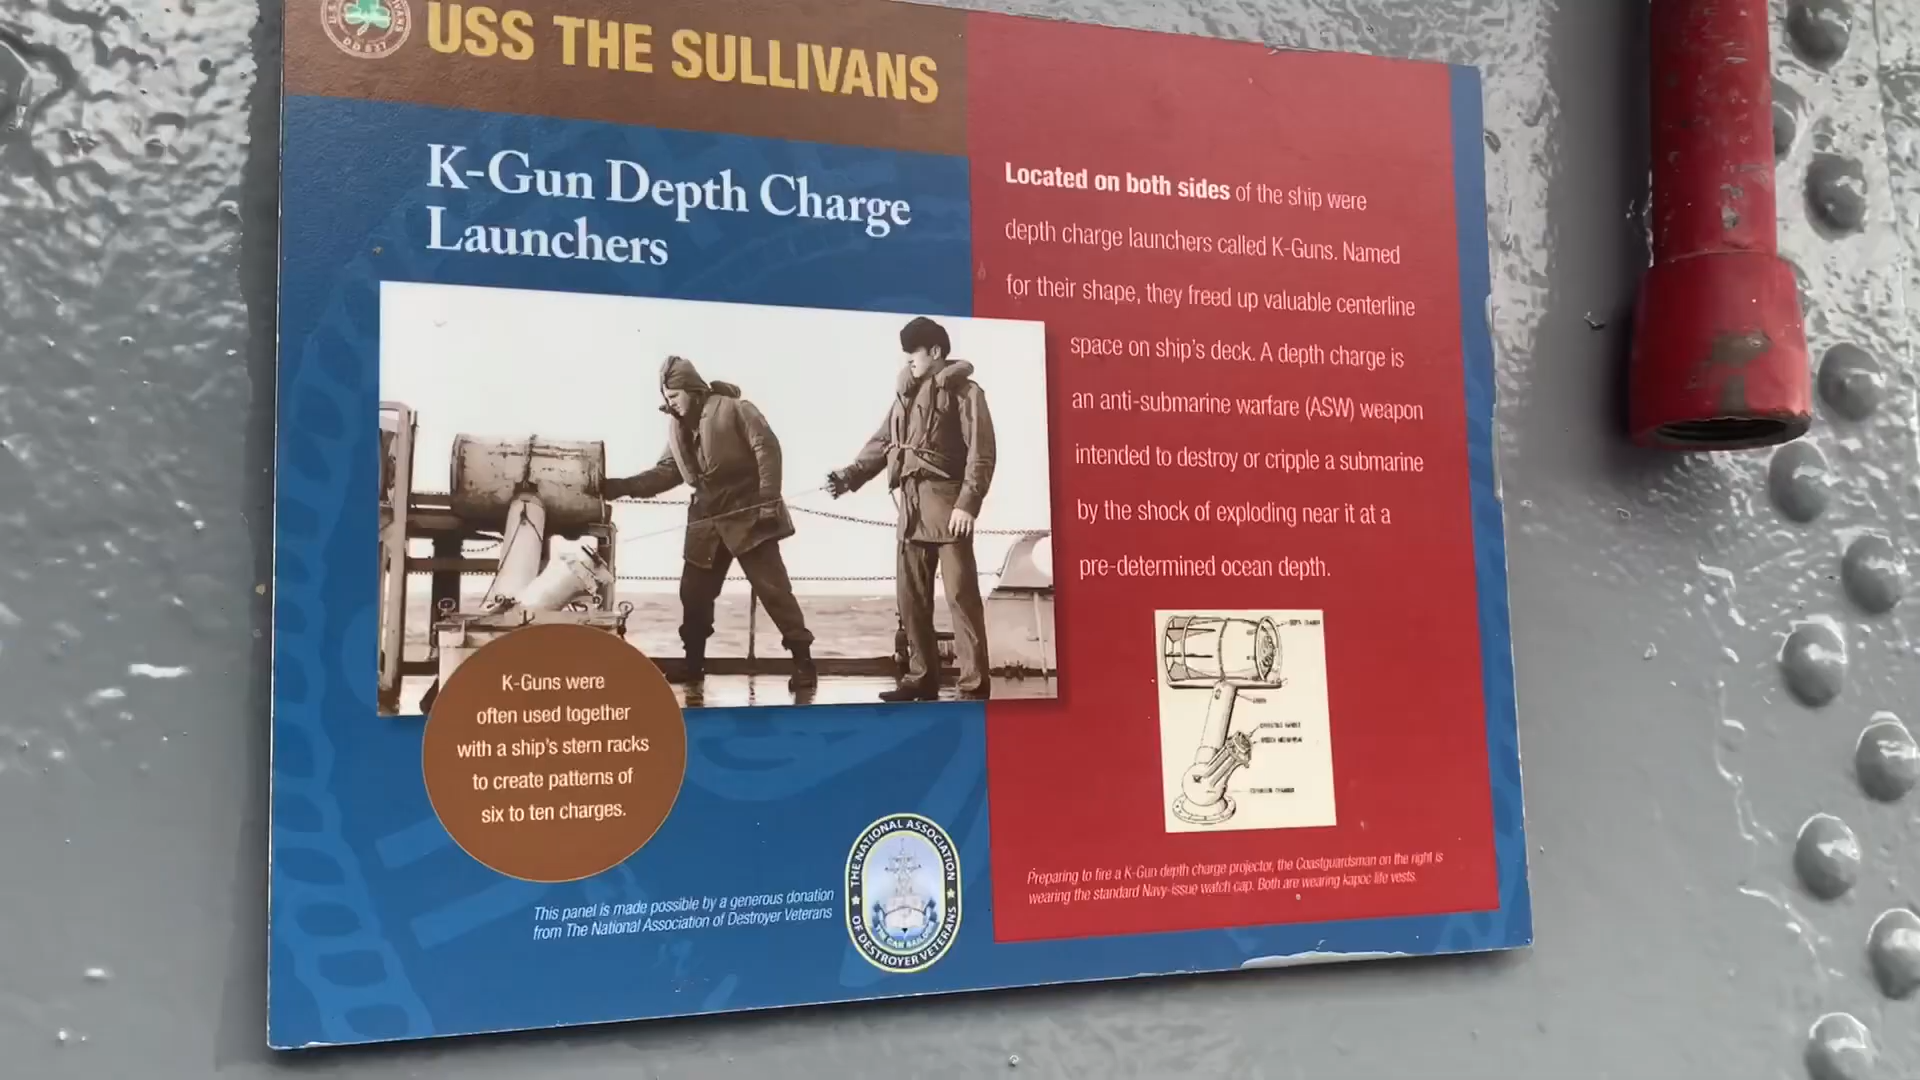 USS THE SULLIVANS
DD 537
K-Gun Depth Charge
Launchers
Located on both sides of the ship were
depth charge launchers called K-Guns. Named
for their shape, they freed up valuable centerline
space on ship's deck. A depth charge is
an anti-submarine warfare (ASW) weapon
intended to destroy or cripple a submarine
by the shock of exploding near it at a
pre-determined ocean depth.
K-Guns were
often used together
with a ship's stern racks
to create patterns of
six to ten charges.
This panel is made possible by a generous donation
from The National Association of Destroyer Veterans
THE NATIONAL ASSOCIATION
OF DESTROYER VETERANS
Preparing to fire a K-Gun depth charge projector, the Coastguardsman on the right is
wearing the standard Navy-issue watch cap. Both are wearing kapoc life vests.